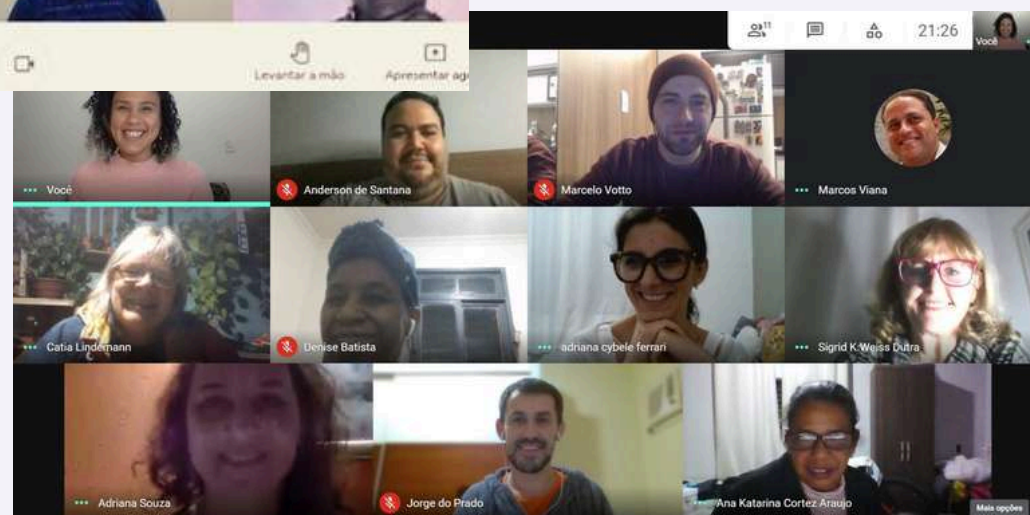 Levantar a mão
Apresentar ag
11
21:26
Você
Você
Anderson de Santana
Marcelo Votto
Marcos Viana
Catia Lindemann
Denise Batista
adriana cybele ferrari
Sigrid K Weiss Dutra
Adriana Souza
Jorge do Prado
Ana Katarina Cortez Araujo
Mais opções